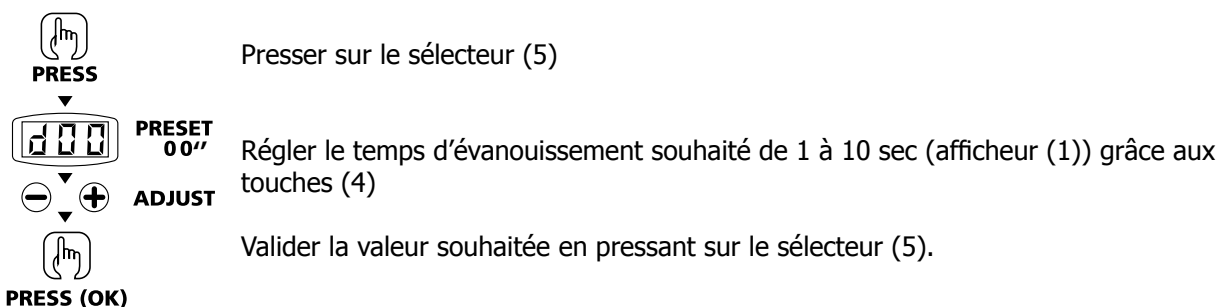 PRESS
Presser sur le sélecteur (5)
d00
PRESET
00"
Régler le temps d'évanouissement souhaité de 1 à 10 sec (afficheur (1)) grâce aux
touches (4)
ADJUST
Valider la valeur souhaitée en pressant sur le sélecteur (5).
PRESS (OK)